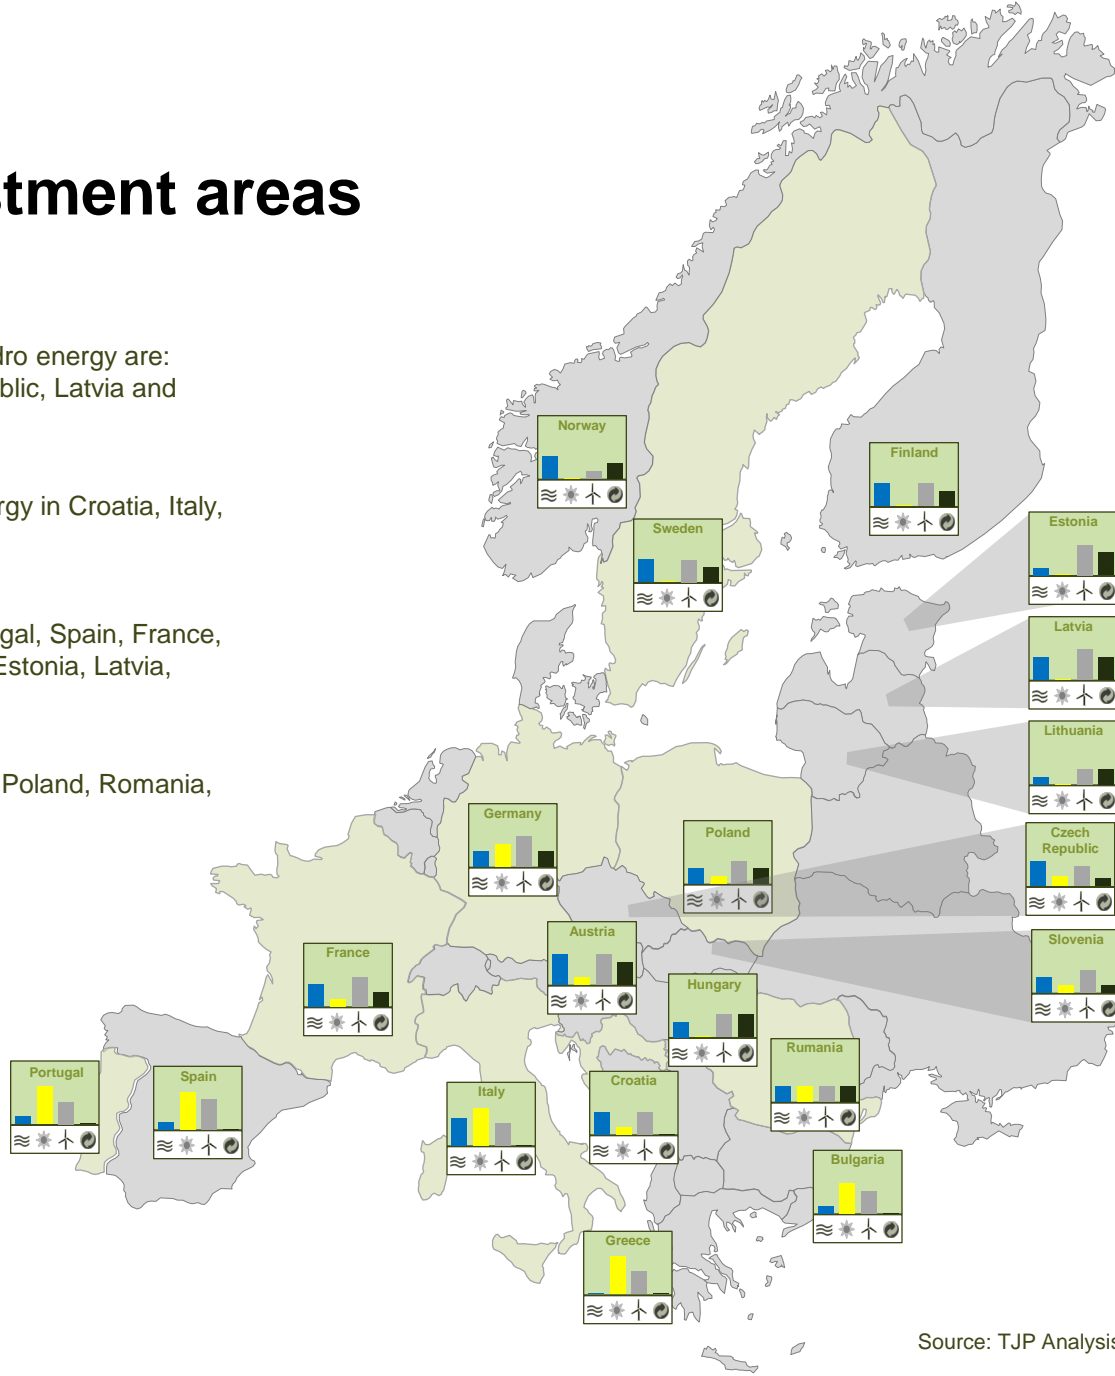 stment areas
dro energy are:
blic, Latvia and
rgy in Croatia, Italy,
gal, Spain, France,
Estonia, Latvia,
Poland, Romania,
Norway
Finland
Sweden
Estonia
Latvia
Lithuania
Germany
Poland
Czech
Republic
Austria
Slovenia
France
Hungary
Rumania
Portugal
Spain
Italy
Croatia
Bulgaria
Greece
Source: TJP Analysis